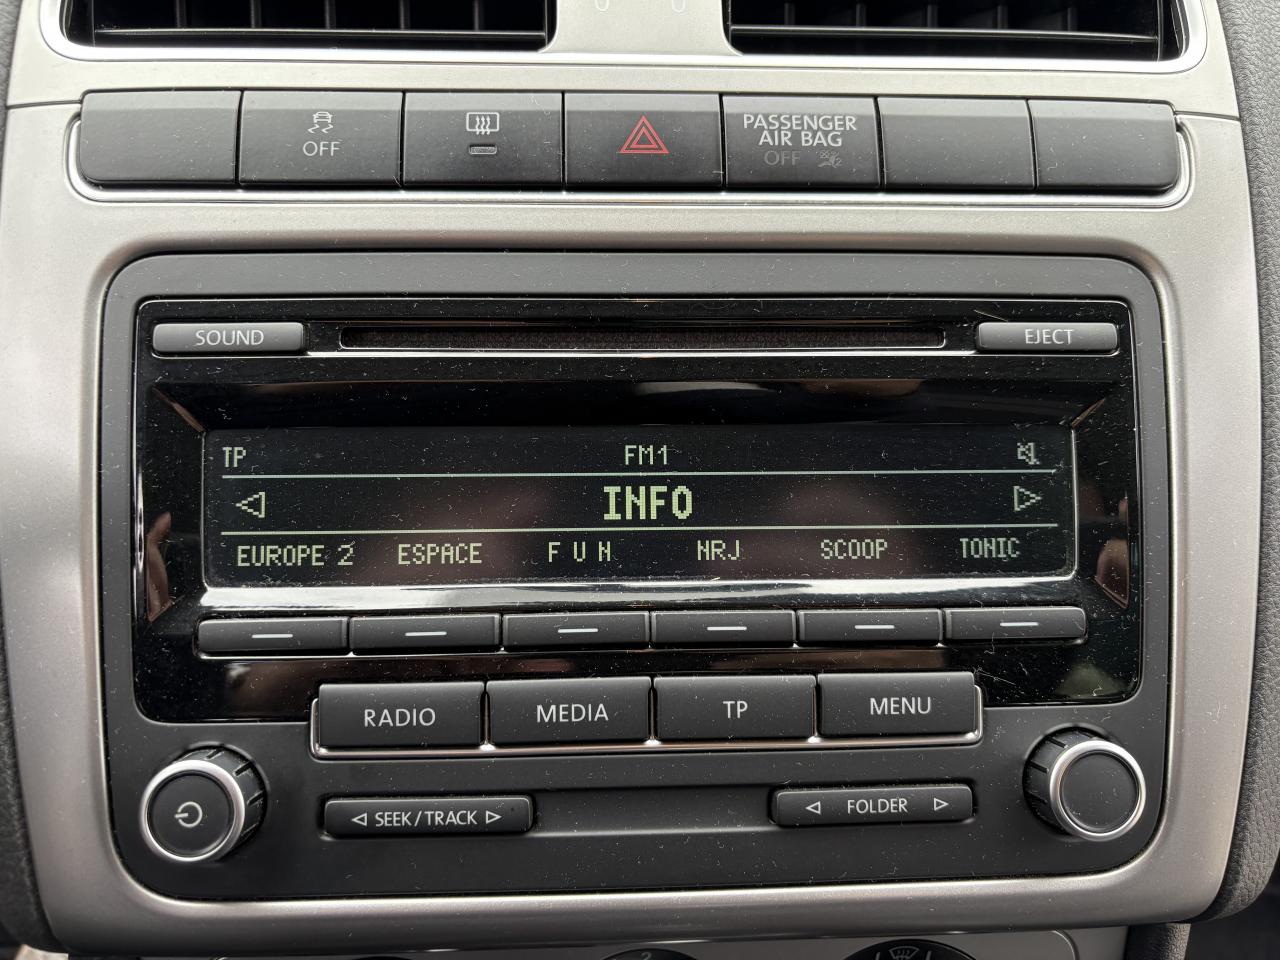 OFF
PASSENGER
AIR BAG
OFF
SOUND
EJECT
TP FM1
INFO
EUROPE 2 ESPACE F U N NRJ SCOOP TONIC
RADIO MEDIA TP MENU
SEEK/TRACK
FOLDER